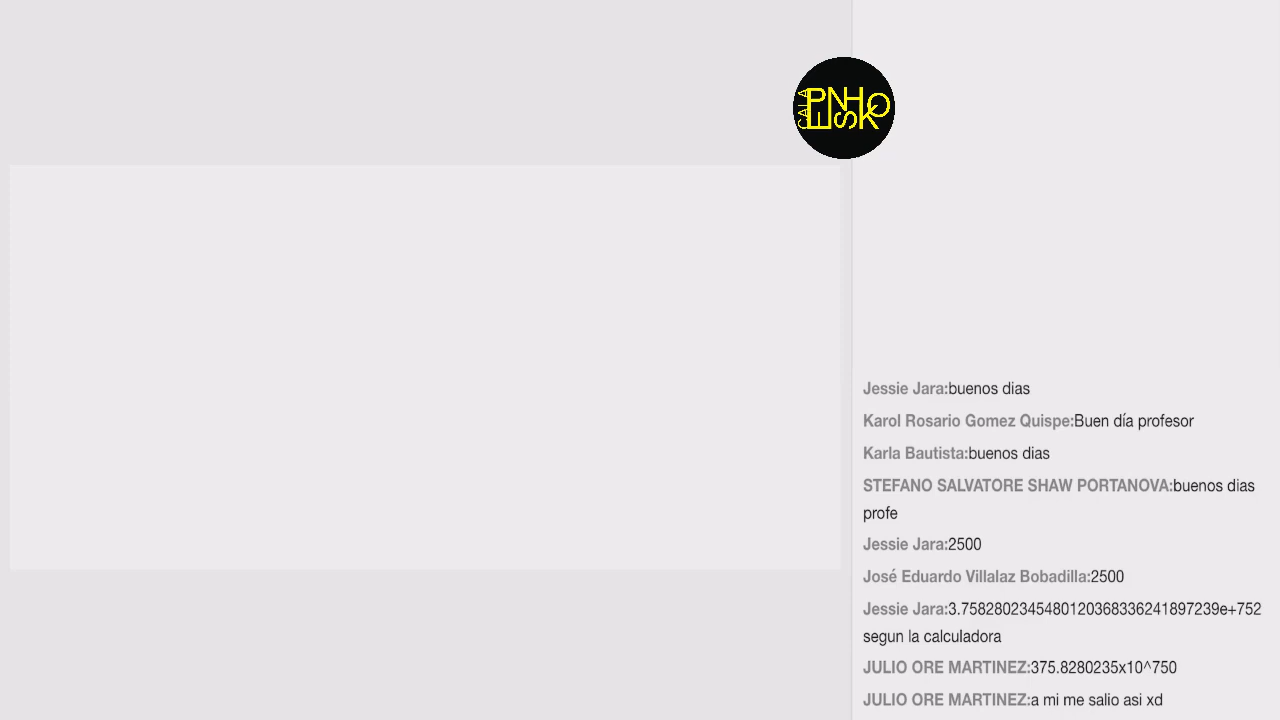 CALA
PENHSKO
Jessie Jara:buenos dias
Karol Rosario Gomez Quispe:Buen día profesor
Karla Bautista:buenos dias
STEFANO SALVATORE SHAW PORTANOVA:buenos dias
profe
Jessie Jara:2500
José Eduardo Villalaz Bobadilla:2500
Jessie Jara:3.7582802345480120368336241897239e+752
segun la calculadora
JULIO ORE MARTINEZ:375.8280235x10^750
JULIO ORE MARTINEZ:a mi me salio asi xd